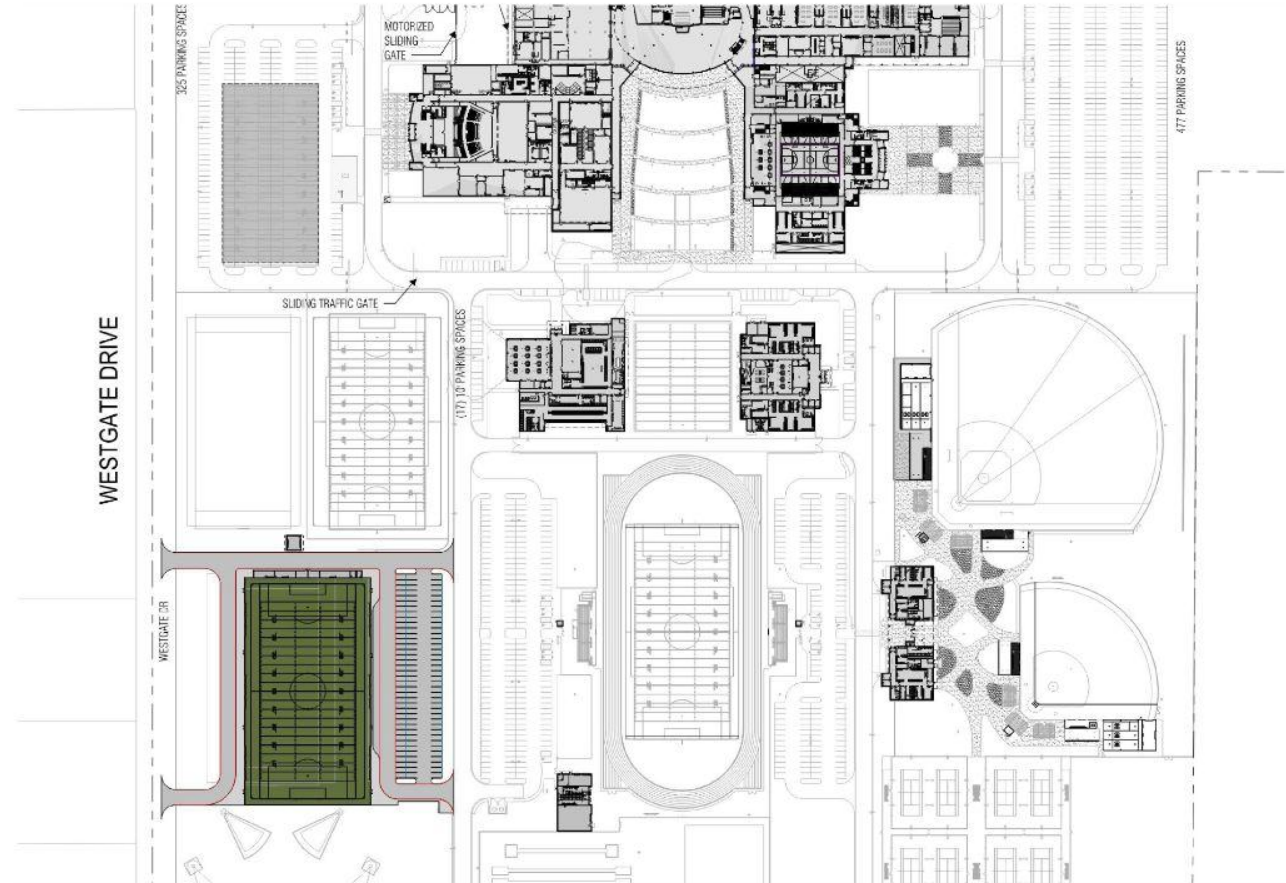 325 PARKING SPACES
MOTORIZED
SLIDING
GATE
477 PARKING SPACES
SLIDING TRAFFIC GATE
(17) 10' PARKING SPACES
WESTGATE DRIVE
WESTGATE DR